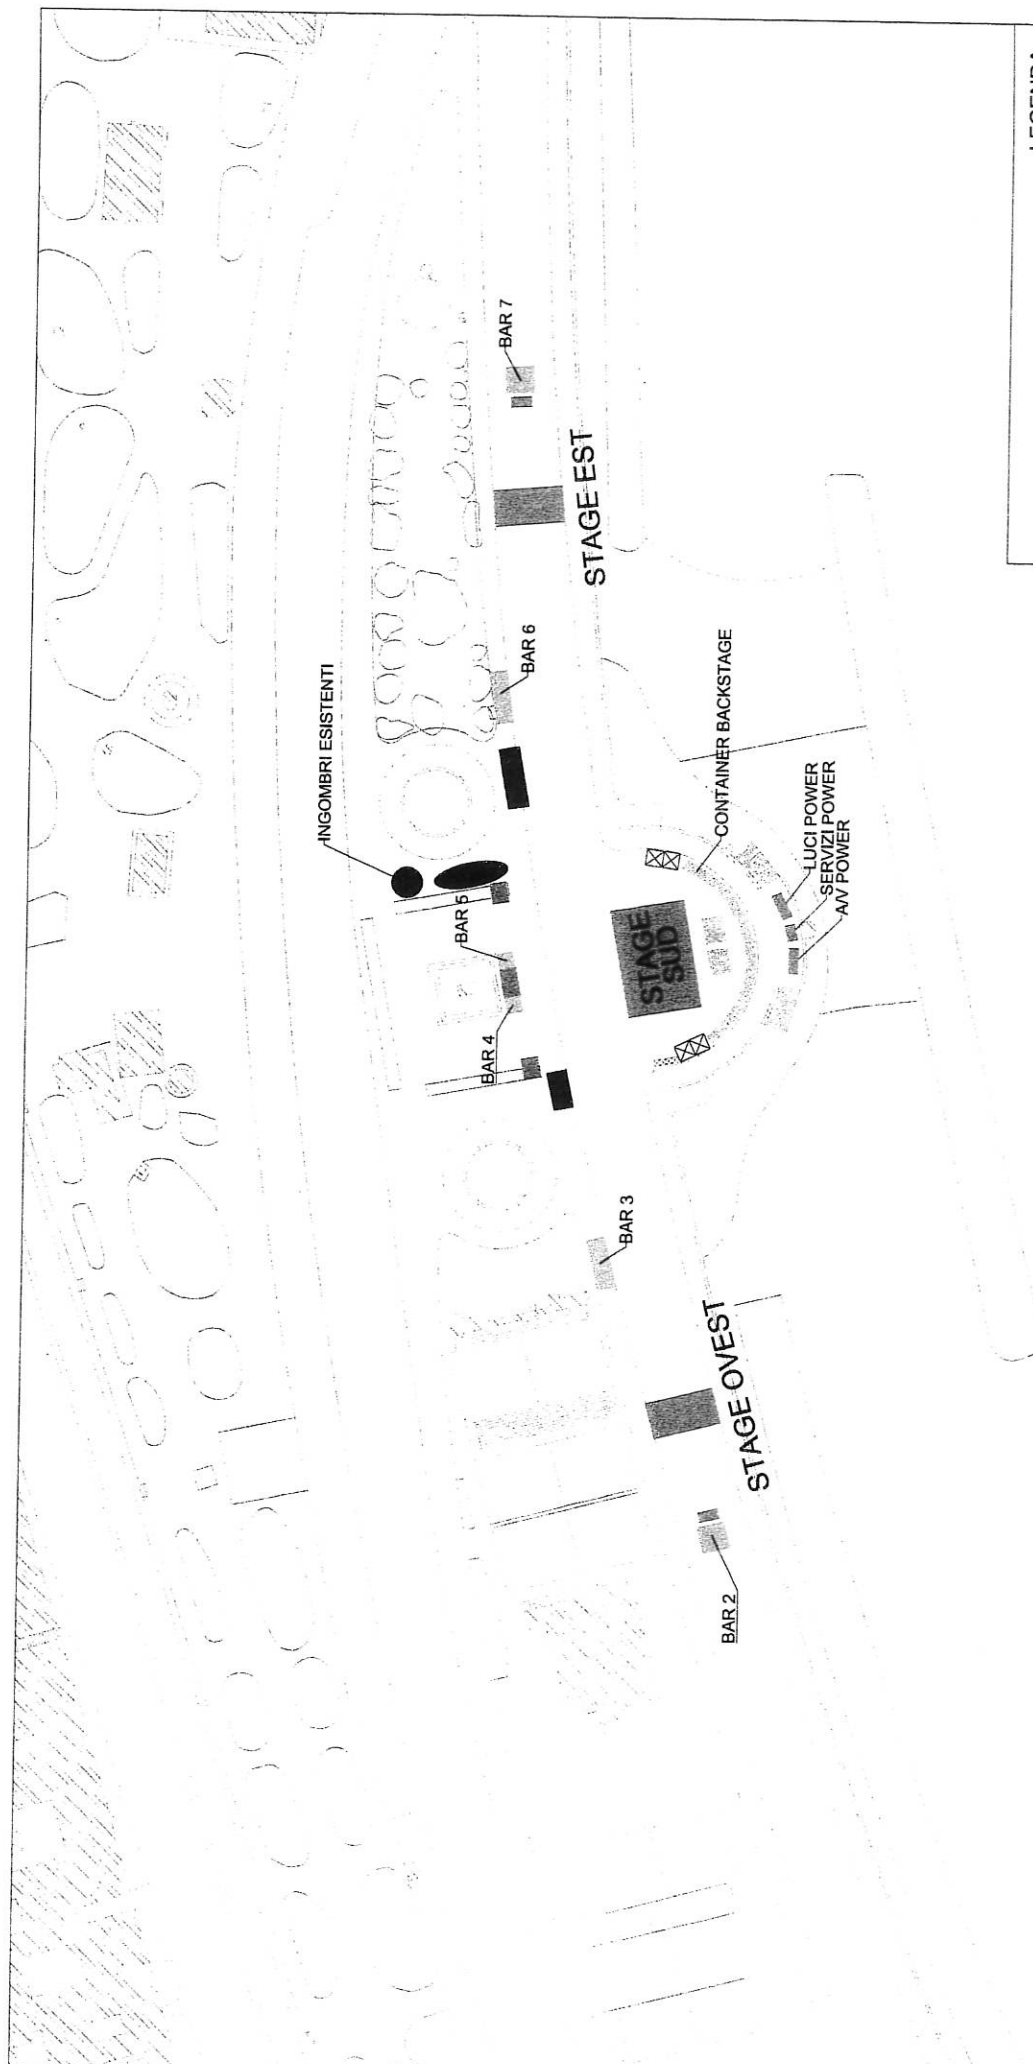 LEGENDA
BAR 7
STAGE EST
BAR 6
INGOMBRI ESISTENTI
CONTAINER BACKSTAGE
LUCI POWER
SERVIZI POWER
A/V POWER
BAR 5
STAGE
SUD
BAR 4
BAR 3
STAGE OVEST
BAR 2